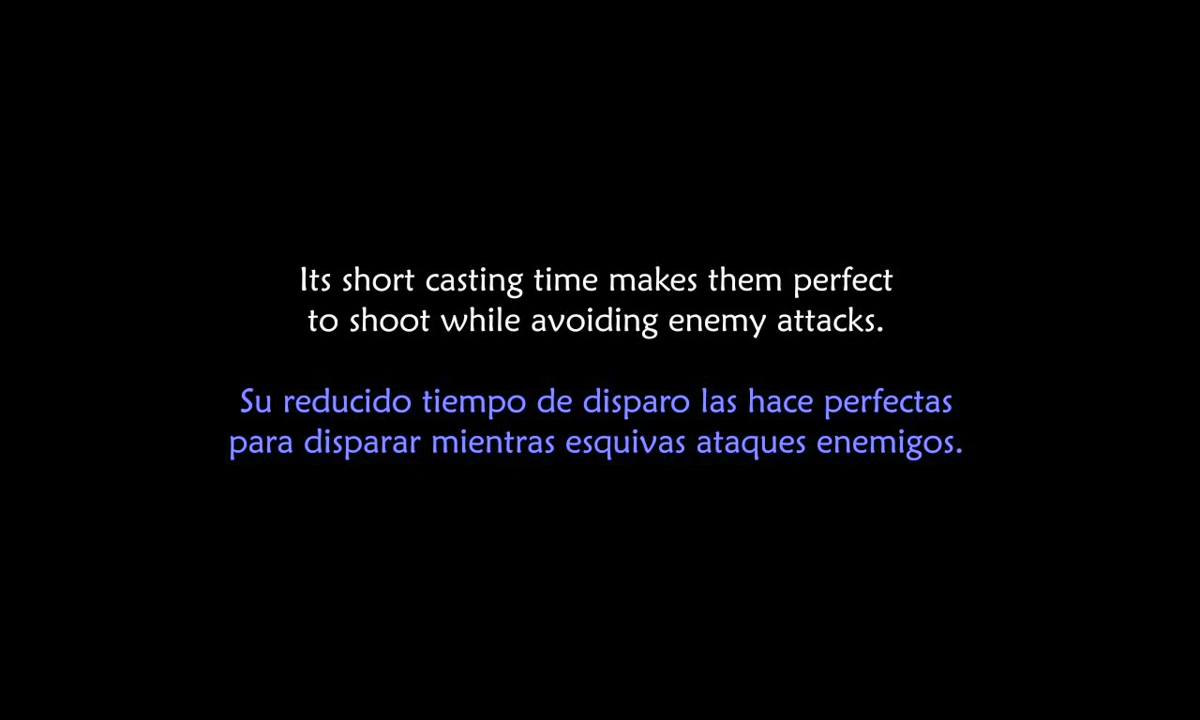 Its short casting time makes them perfect
to shoot while avoiding enemy attacks.
Su reducido tiempo de disparo las hace perfectas
para disparar mientras esquivas ataques enemigos.